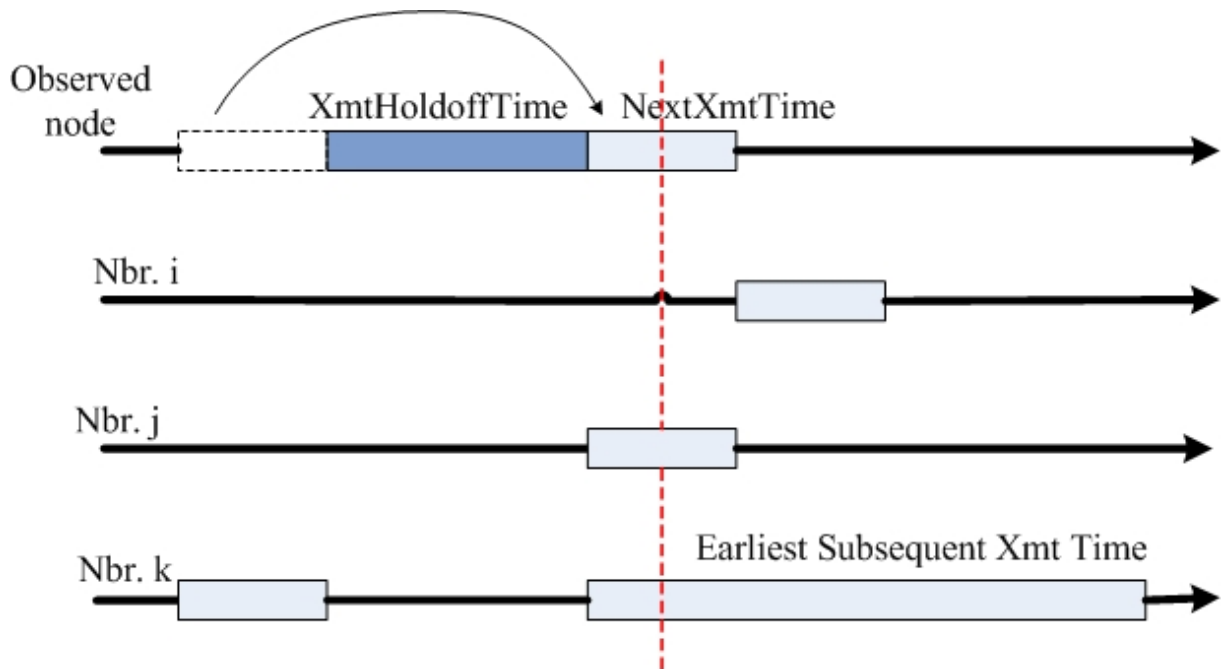 Observed
node
XmtHoldoffTime
NextXmtTime
Nbr. i
Nbr. j
Nbr. k
Earliest Subsequent Xmt Time